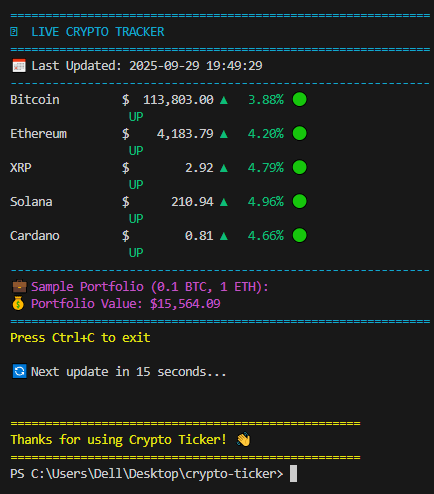 ============================================================
LIVE CRYPTO TRACKER
============================================================
📅 Last Updated: 2025-09-29 19:49:29
------------------------------------------------------------
Bitcoin $ 113,803.00 ▲ 3.88% 🟢
UP
Ethereum $ 4,183.79 ▲ 4.20% 🟢
UP
XRP $ 2.92 ▲ 4.79% 🟢
UP
Solana $ 210.94 ▲ 4.96% 🟢
UP
Cardano $ 0.81 ▲ 4.66% 🟢
UP
------------------------------------------------------------
💼 Sample Portfolio (0.1 BTC, 1 ETH):
💰 Portfolio Value: $15,564.09
============================================================
Press Ctrl+C to exit
🔄 Next update in 15 seconds...
==================================================
Thanks for using Crypto Ticker! 👋
==================================================
PS C:\Users\Dell\Desktop\crypto-ticker>